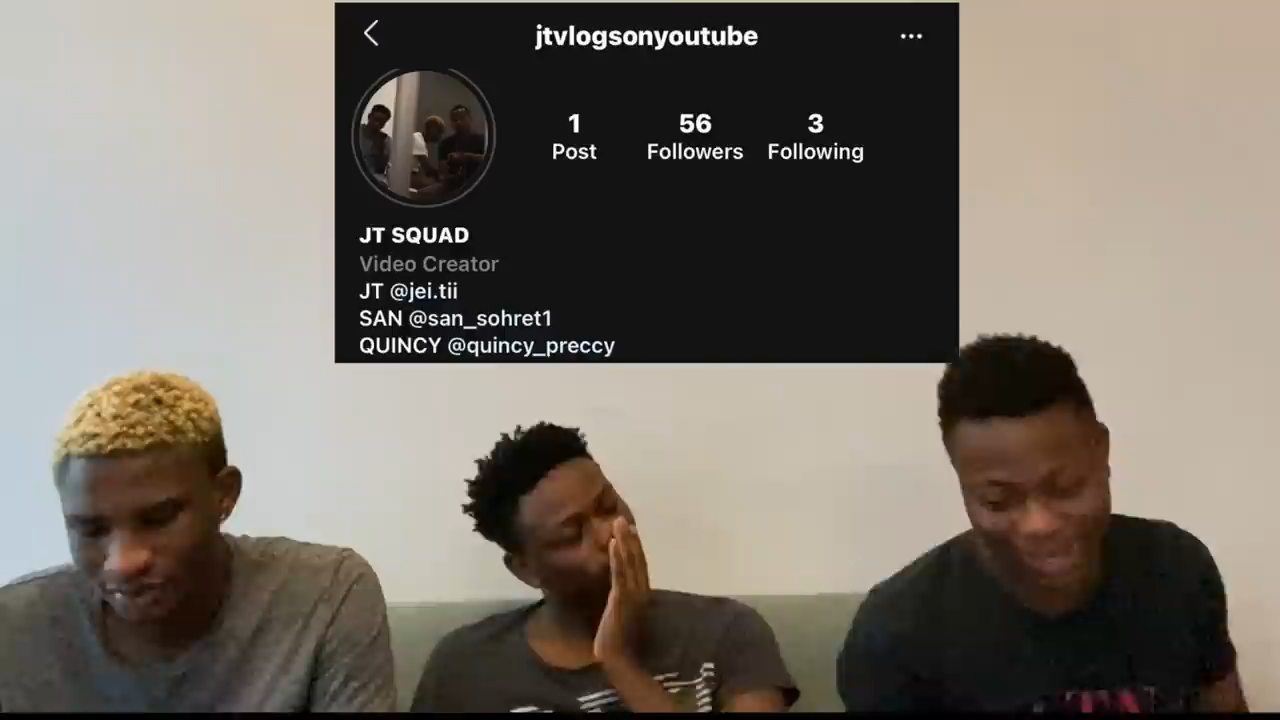 jtvlogsonyoutube
1 56 3
Post Followers Following
JT SQUAD
Video Creator
JT @jei.tii
SAN @san_sohret1
QUINCY @quincy_preccy